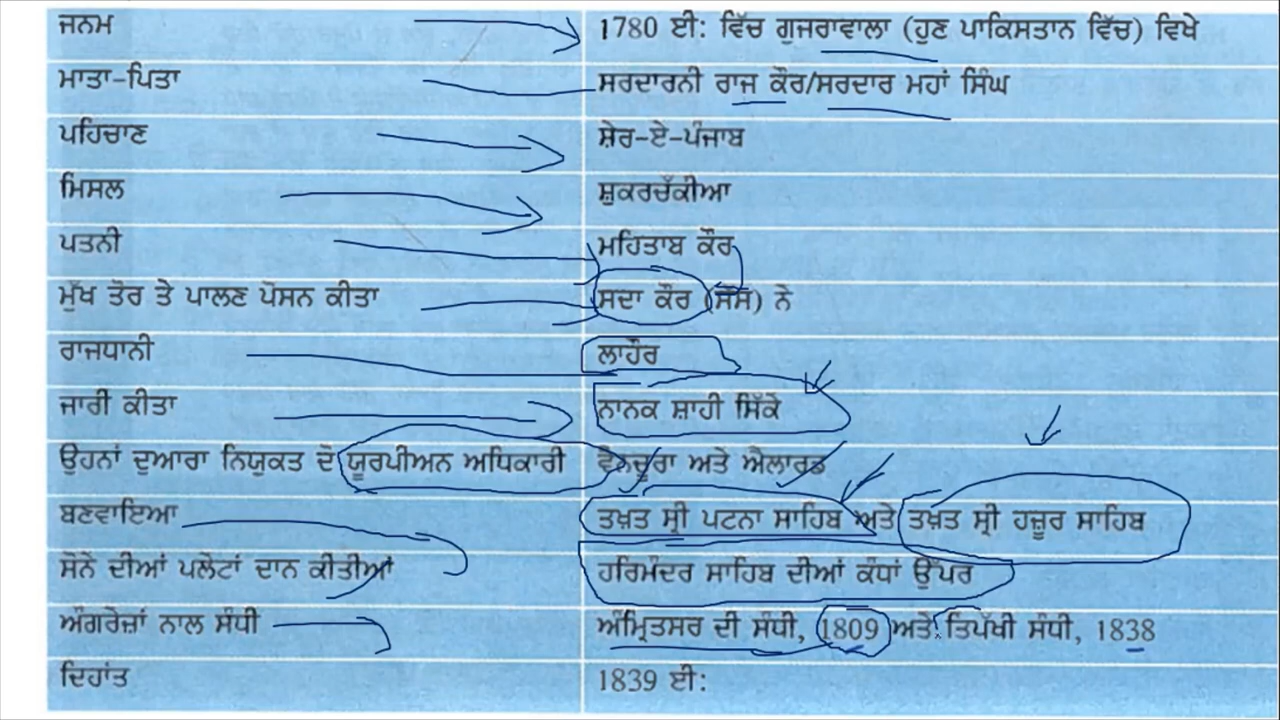 ਜਨਮ 1780 ਈ: ਵਿੱਚ ਗੁਜਰਾਵਾਲਾ (ਹੁਣ ਪਾਕਿਸਤਾਨ ਵਿੱਚ) ਵਿਖੇ
ਮਾਤਾ-ਪਿਤਾ ਸਰਦਾਰਨੀ ਰਾਜ ਕੌਰ/ਸਰਦਾਰ ਮਹਾਂ ਸਿੰਘ
ਪਹਿਚਾਣ ਸ਼ੇਰ-ਏ-ਪੰਜਾਬ
ਮਿਸਲ ਸ਼ੁਕਰਚੱਕੀਆ
ਪਤਨੀ ਮਹਿਤਾਬ ਕੌਰ
ਮੁੱਖ ਤੋਰ ਤੇ ਪਾਲਣ ਪੋਸਨ ਕੀਤਾ ਸਦਾ ਕੌਰ (ਸੱਸ) ਨੇ
ਰਾਜਧਾਨੀ ਲਾਹੌਰ
ਜਾਰੀ ਕੀਤਾ ਨਾਨਕ ਸ਼ਾਹੀ ਸਿੱਕੇ
ਉਹਨਾਂ ਦੁਆਰਾ ਨਿਯੁਕਤ ਦੋ ਯੂਰਪੀਅਨ ਅਧਿਕਾਰੀ ਵੈਨਚੂਰਾ ਅਤੇ ਐਲਾਰਡ
ਬਣਵਾਇਆ ਤਖ਼ਤ ਸ੍ਰੀ ਪਟਨਾ ਸਾਹਿਬ ਅਤੇ ਤਖ਼ਤ ਸ੍ਰੀ ਹਜ਼ੂਰ ਸਾਹਿਬ
ਸੋਨੇ ਦੀਆਂ ਪਲੇਟਾਂ ਦਾਨ ਕੀਤੀਆਂ ਹਰਿਮੰਦਰ ਸਾਹਿਬ ਦੀਆਂ ਕੰਧਾਂ ਉੱਪਰ
ਅੰਗਰੇਜ਼ਾਂ ਨਾਲ ਸੰਧੀ ਅੰਮ੍ਰਿਤਸਰ ਦੀ ਸੰਧੀ, 1809 ਅਤੇ ਤਿਪੱਖੀ ਸੰਧੀ, 1838
ਦਿਹਾਂਤ 1839 ਈ: